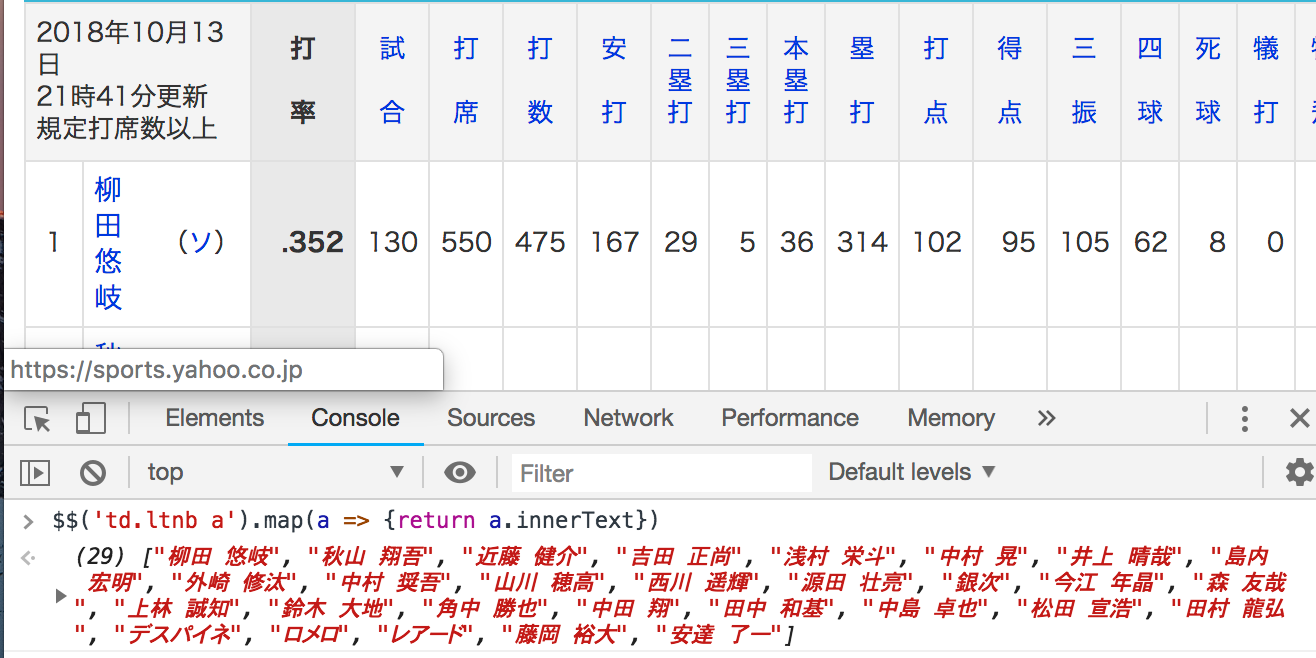 2018年10月13
日
21時41分更新
規定打席数以上
打率 試合 打席 打数 安打 二塁打 三塁打 本塁打 塁打 打点 得点 三振 四球 死球 犠打
1 柳田悠岐 (ソ) .352 130 550 475 167 29 5 36 314 102 95 105 62 8 0
https://sports.yahoo.co.jp
Elements Console Sources Network Performance Memory »
top ▼ Filter Default levels ▼
> $$('td.ltnb a').map(a => {return a.innerText})
(29) ["柳田 悠岐", "秋山 翔吾", "近藤 健介", "吉田 正尚", "浅村 栄斗", "中村 晃", "井上 晴哉", "島内
宏明", "外崎 修汰", "中村 奨吾", "山川 穂高", "西川 遥輝", "源田 壮亮", "銀次", "今江 年晶", "森 友哉
", "上林 誠知", "鈴木 大地", "角中 勝也", "中田 翔", "田中 和基", "中島 卓也", "松田 宣浩", "田村 龍弘
", "デスパイネ", "ロメロ", "レアード", "藤岡 裕大", "安達 了一"]